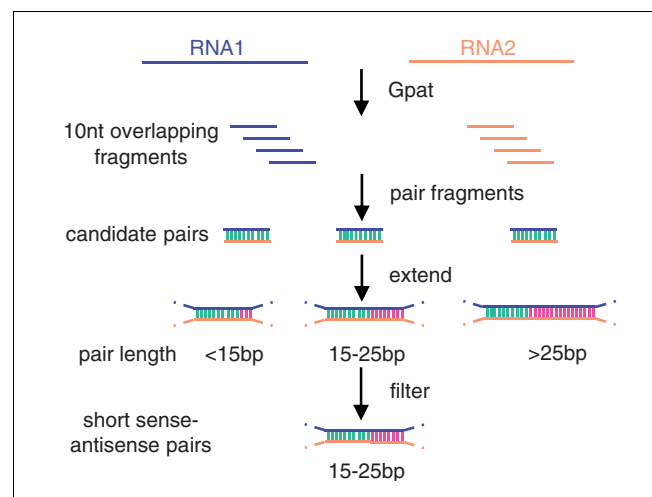 RNA1 RNA2
Gpat
10nt overlapping
fragments
pair fragments
candidate pairs
extend
pair length <15bp 15-25bp >25bp
filter
short sense-
antisense pairs
15-25bp